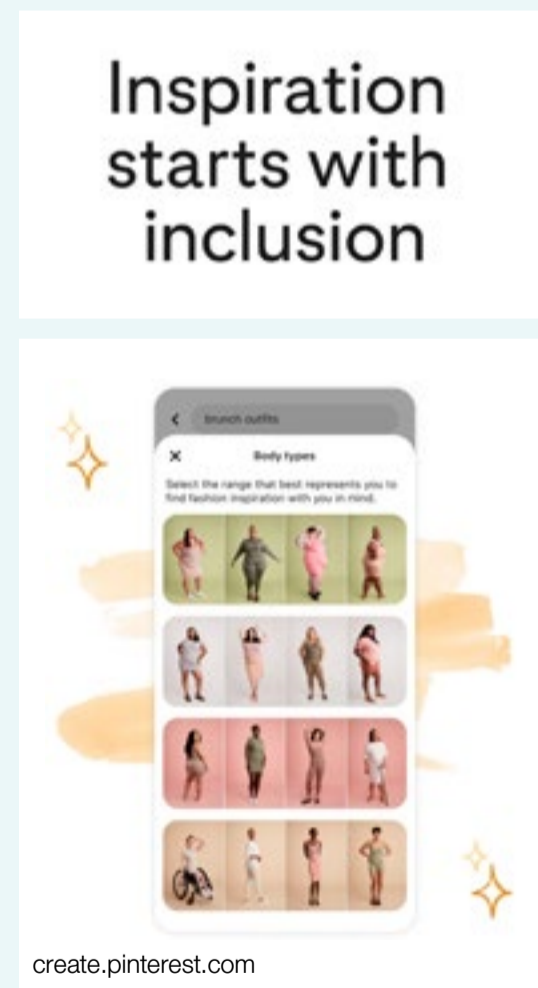 Inspiration
starts with
inclusion
brunch outfits
Body types
Select the range that best represents you to
find fashion inspiration with you in mind.
create.pinterest.com